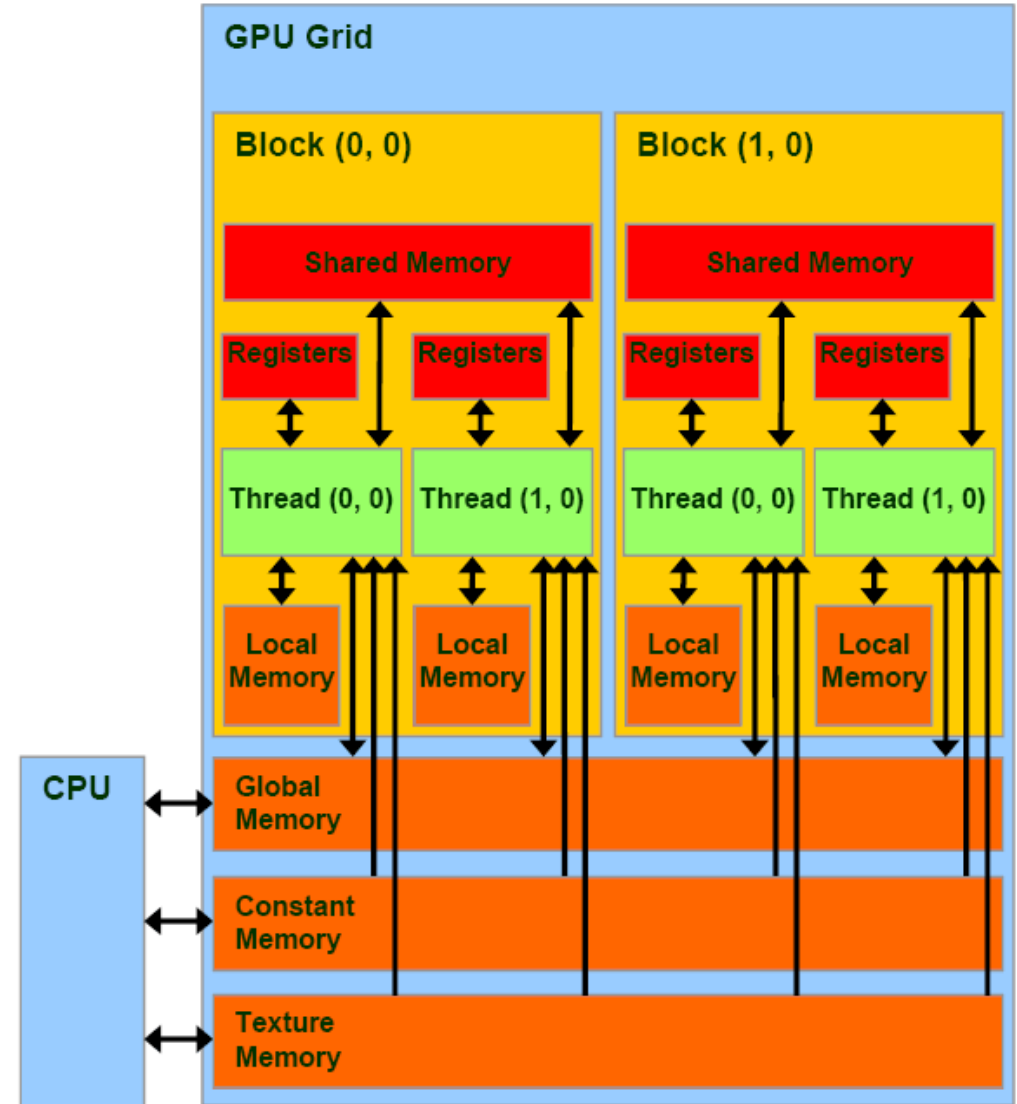 GPU Grid
Block (0, 0)
Block (1, 0)
Shared Memory
Shared Memory
Registers
Registers
Registers
Registers
Thread (0, 0)
Thread (1, 0)
Thread (0, 0)
Thread (1, 0)
Local
Memory
Local
Memory
Local
Memory
Local
Memory
CPU
Global
Memory
Constant
Memory
Texture
Memory